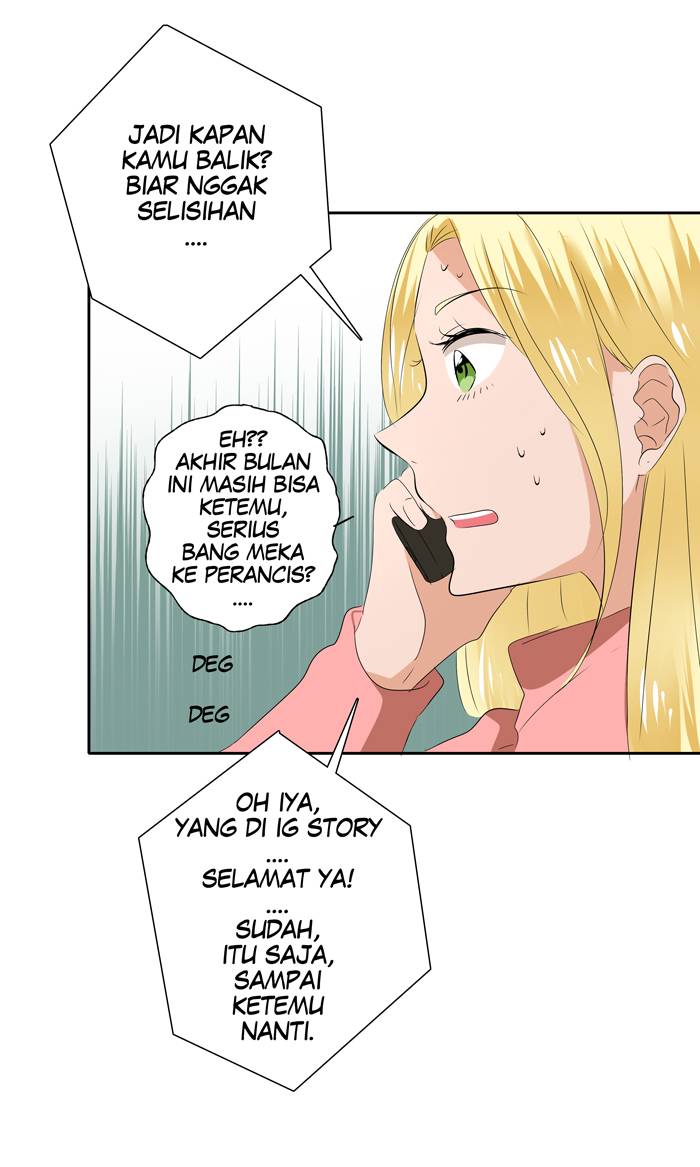 JADI KAPAN
KAMU BALIK?
BIAR NGGAK
SELISIHAN
....
EH??
AKHIR BULAN
INI MASIH BISA
KETEMU,
SERIUS
BANG MEKA
KE PERANCIS?
....
DEG
DEG
OH IYA,
YANG DI IG STORY
....
SELAMAT YA!
....
SUDAH,
ITU SAJA,
SAMPAI
KETEMU
NANTI.